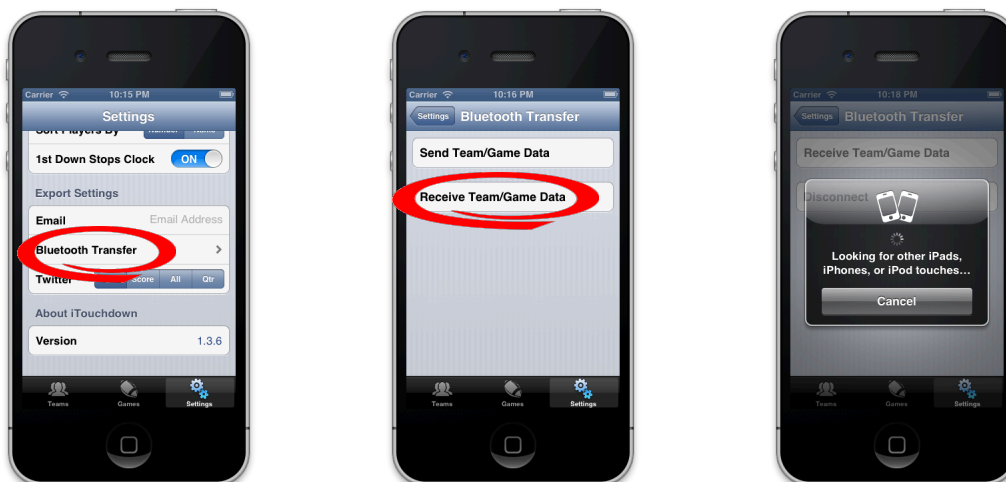 Carrier 10:15 PM
Settings
Sort Players By Number Name
1st Down Stops Clock ON
Export Settings
Email Email Address
Bluetooth Transfer
Twitter Score All Qtr
About iTouchdown
Version 1.3.6
Teams Games Settings
Carrier 10:16 PM
Settings Bluetooth Transfer
Send Team/Game Data
Receive Team/Game Data
Teams Games Settings
Carrier 10:18 PM
Settings Bluetooth Transfer
Receive Team/Game Data
Disconnect
Looking for other iPads,
iPhones, or iPod touches...
Cancel
Teams Games Settings